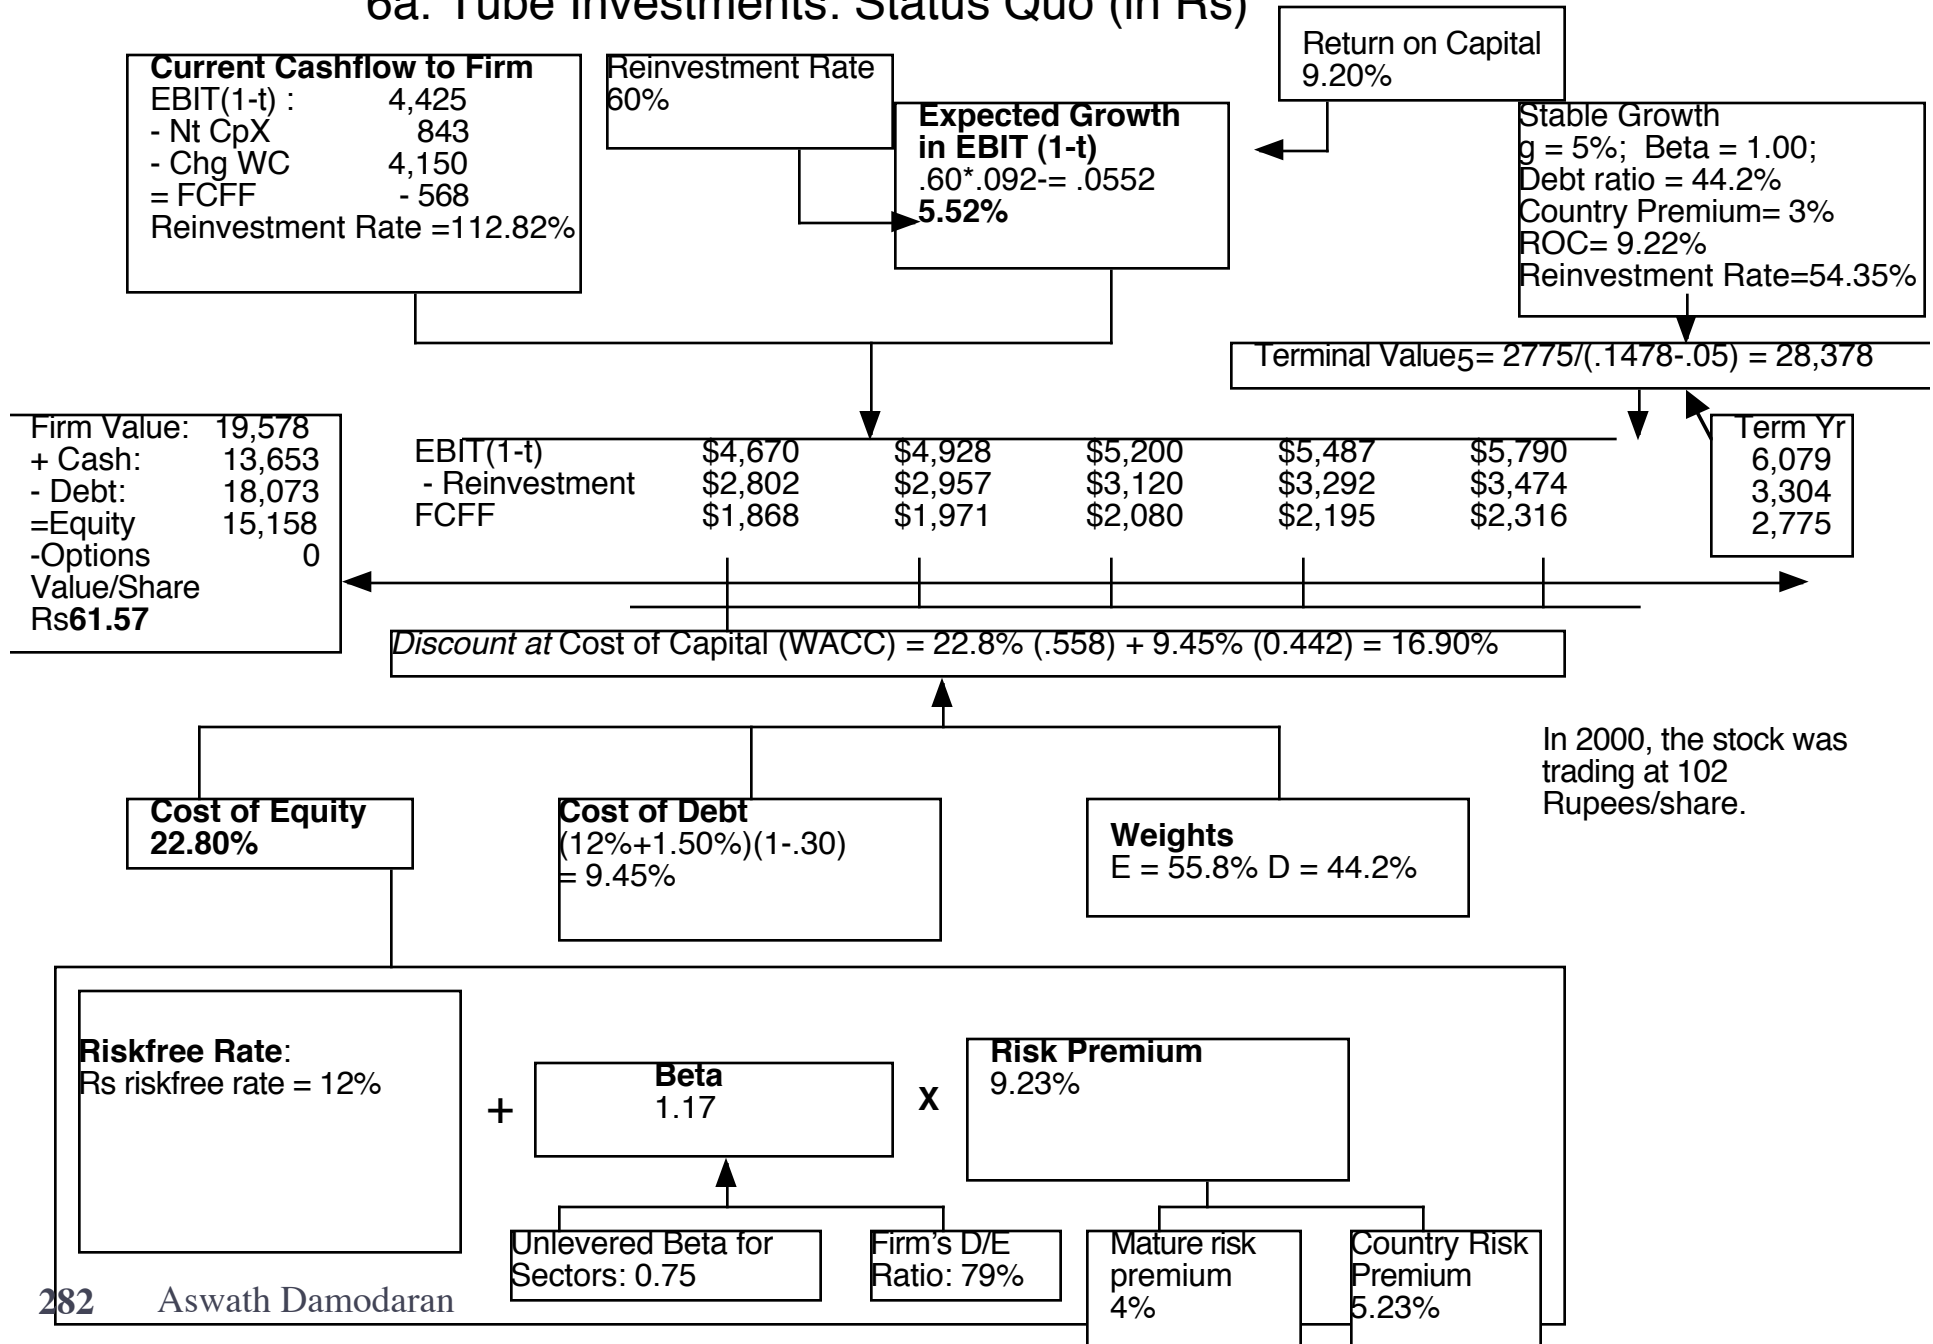 6a. Tube Investments: Status Quo (in Rs)
Return on Capital
9.20%
Current Cashflow to Firm
EBIT(1-t) : 4,425
- Nt CpX 843
- Chg WC 4,150
= FCFF - 568
Reinvestment Rate =112.82%
Reinvestment Rate
60%
Expected Growth
in EBIT (1-t)
.60*.092-= .0552
5.52%
Stable Growth
g = 5%; Beta = 1.00;
Debt ratio = 44.2%
Country Premium= 3%
ROC= 9.22%
Reinvestment Rate=54.35%
Terminal Value5= 2775/(.1478-.05) = 28,378
Firm Value: 19,578
+ Cash: 13,653
- Debt: 18,073
=Equity 15,158
-Options 0
Value/Share
Rs61.57
EBIT(1-t) $4,670 $4,928 $5,200 $5,487 $5,790
- Reinvestment $2,802 $2,957 $3,120 $3,292 $3,474
FCFF $1,868 $1,971 $2,080 $2,195 $2,316
Term Yr
6,079
3,304
2,775
Discount at Cost of Capital (WACC) = 22.8% (.558) + 9.45% (0.442) = 16.90%
In 2000, the stock was
trading at 102
Rupees/share.
Cost of Equity
22.80%
Cost of Debt
(12%+1.50%)(1-.30)
= 9.45%
Weights
E = 55.8% D = 44.2%
Riskfree Rate:
Rs riskfree rate = 12%
+
Beta
1.17
X
Risk Premium
9.23%
Unlevered Beta for
Sectors: 0.75
Firm's D/E
Ratio: 79%
Mature risk
premium
4%
Country Risk
Premium
5.23%
282 Aswath Damodaran